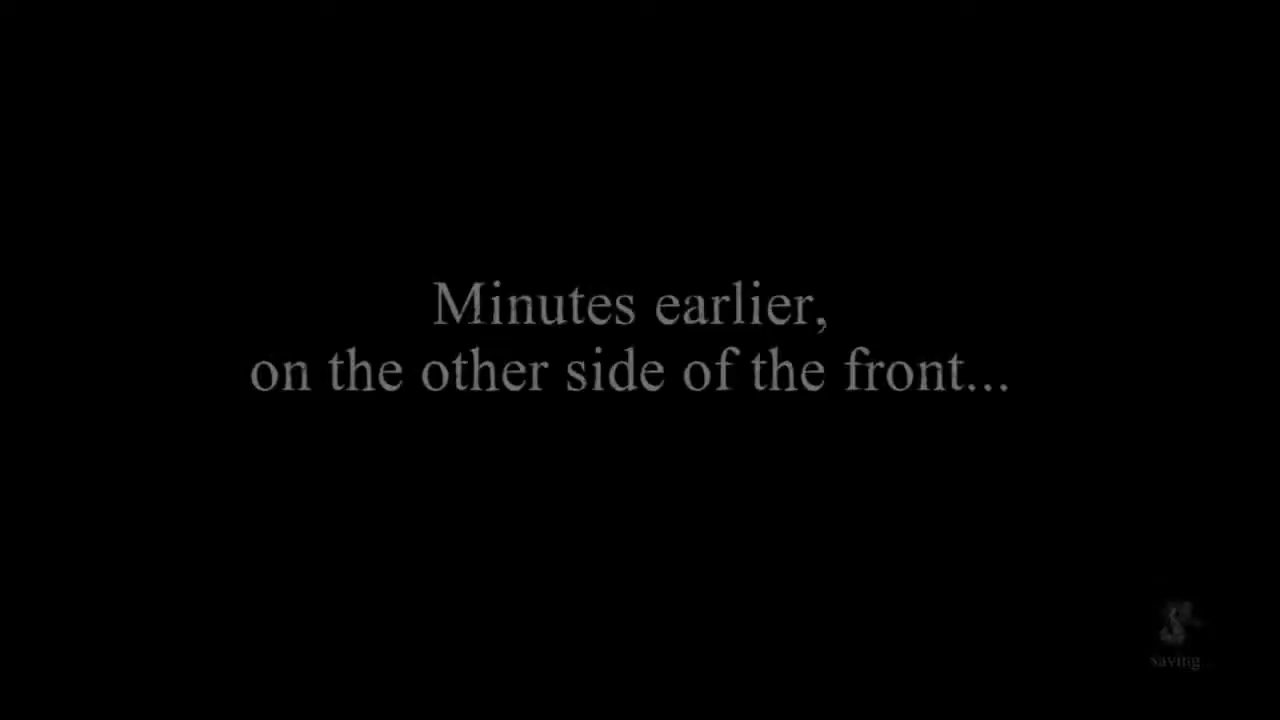 Minutes earlier,
on the other side of the front...
saving...